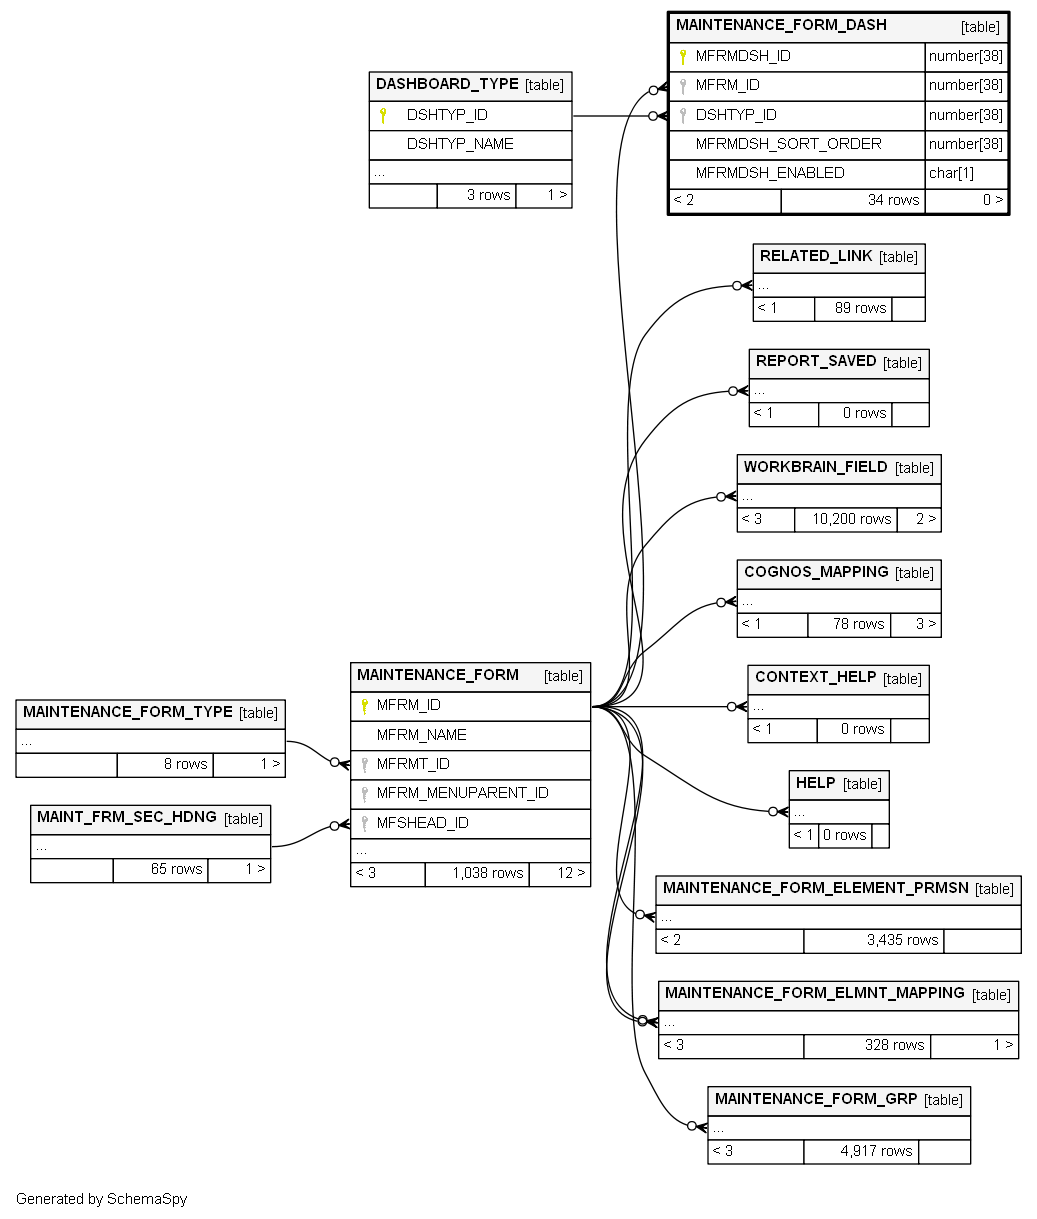 MAINTENANCE_FORM_DASH [table]
MFRMDSH_ID number[38]
MFRM_ID number[38]
DSHTYP_ID number[38]
MFRMDSH_SORT_ORDER number[38]
MFRMDSH_ENABLED char[1]
< 2 34 rows 0 >
DASHBOARD_TYPE [table]
DSHTYP_ID
DSHTYP_NAME
...
3 rows 1 >
RELATED_LINK [table]
...
< 1 89 rows
REPORT_SAVED [table]
...
< 1 0 rows
WORKBRAIN_FIELD [table]
...
< 3 10,200 rows 2 >
COGNOS_MAPPING [table]
...
< 1 78 rows 3 >
MAINTENANCE_FORM [table]
MFRM_ID
MFRM_NAME
MFRMT_ID
MFRM_MENUPARENT_ID
MFSHEAD_ID
...
< 3 1,038 rows 12 >
MAINTENANCE_FORM_TYPE [table]
...
8 rows 1 >
MAINT_FRM_SEC_HDNG [table]
...
65 rows 1 >
CONTEXT_HELP [table]
...
< 1 0 rows
HELP [table]
...
< 1 0 rows
MAINTENANCE_FORM_ELEMENT_PRMSN [table]
...
< 2 3,435 rows
MAINTENANCE_FORM_ELMNT_MAPPING [table]
...
< 3 328 rows 1 >
MAINTENANCE_FORM_GRP [table]
...
< 3 4,917 rows
Generated by SchemaSpy